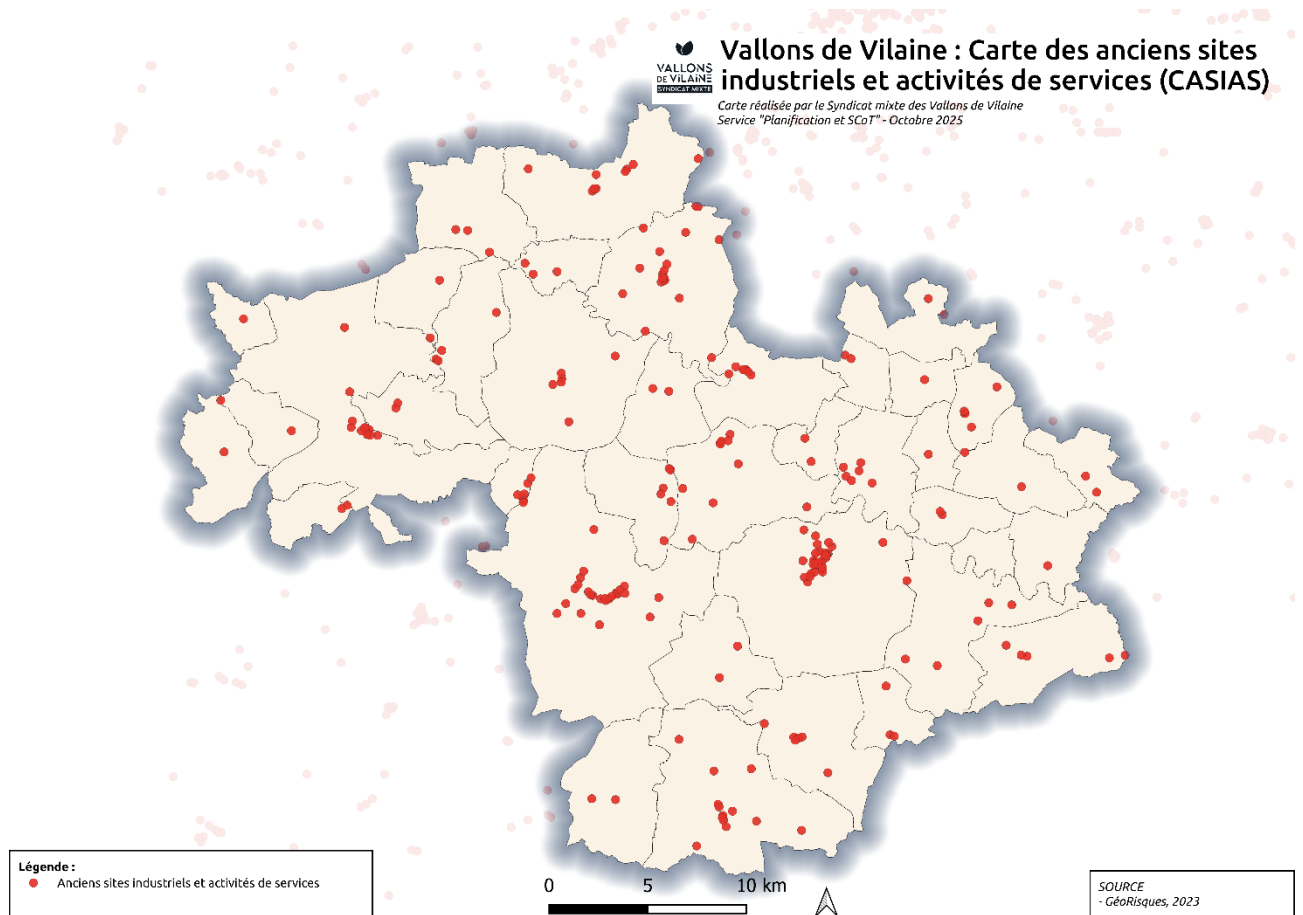 VALLONS
DE VILAINE
SYNDICAT MIXTE
Vallons de Vilaine : Carte des anciens sites
industriels et activités de services (CASIAS)
Carte réalisée par le Syndicat mixte des Vallons de Vilaine
Service "Planification et SCoT" - Octobre 2025
Légende :
Anciens sites industriels et activités de services
0 5 10 km
SOURCE
- GéoRisques, 2023